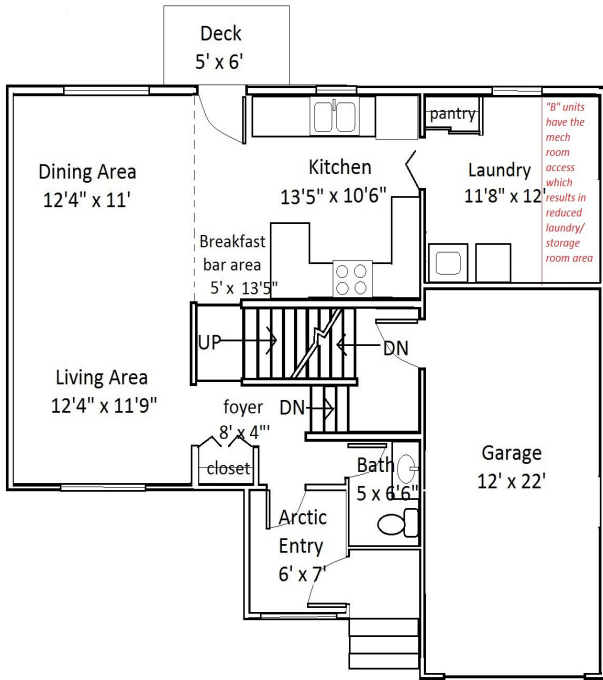 Deck
5' x 6'
pantry
"B" units
have the
mech
room
access
which
results in
reduced
laundry/
storage
room area
Dining Area
12'4" x 11'
Kitchen
13'5" x 10'6"
Laundry
11'8" x 12'
Breakfast
bar area
5' x 13'5"
UP
DN
Living Area
12'4" x 11'9"
foyer
8' x 4"'
DN
closet
Bath
5 x 6'6"
Garage
12' x 22'
Arctic
Entry
6' x 7'